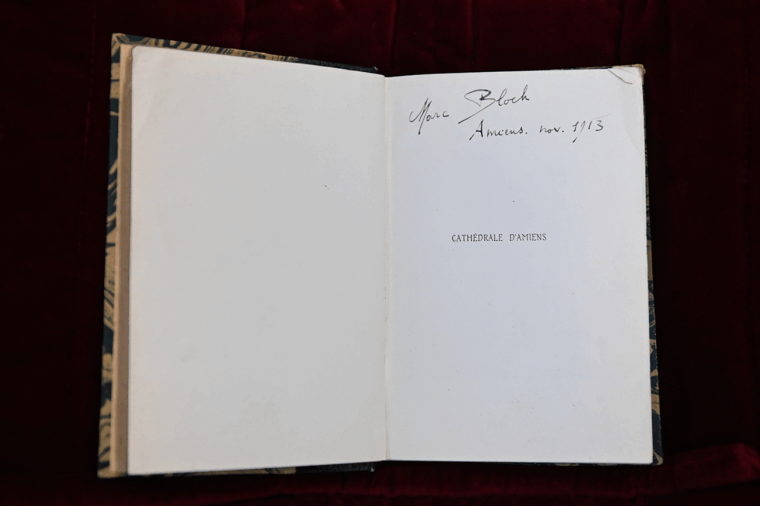 Marc Bloch
Amiens. nov. 1913
CATHÉDRALE D'AMIENS